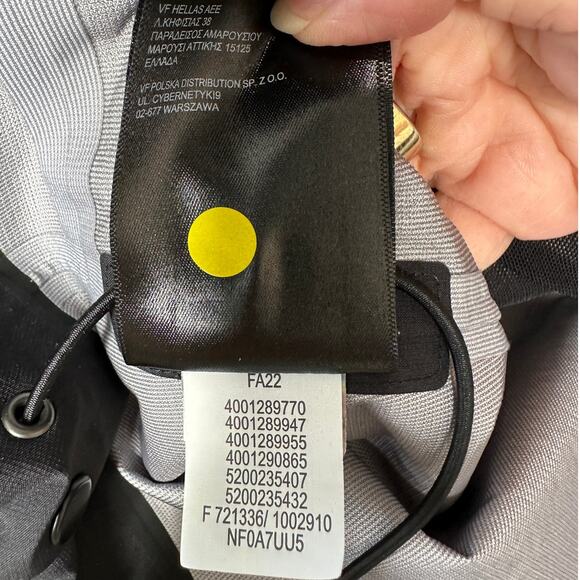 VF HELLAS AEE
Λ.ΚΗΦΙΣΙΑΣ 38
ΠΑΡΑΔΕΙΣΟΣ ΑΜΑΡΟΥΣΙΟΥ
ΜΑΡΟΥΣΙ ΑΤΤΙΚΗΣ 15125
ΕΛΛΑΔΑ
VF POLSKA DISTRIBUTION SP. Z O.O.
UL. CYBERNETYKI9
02-677 WARSZAWA
FA22
4001289770
4001289947
4001289955
4001290865
5200235407
5200235432
F 721336/ 1002910
NF0A7UU5